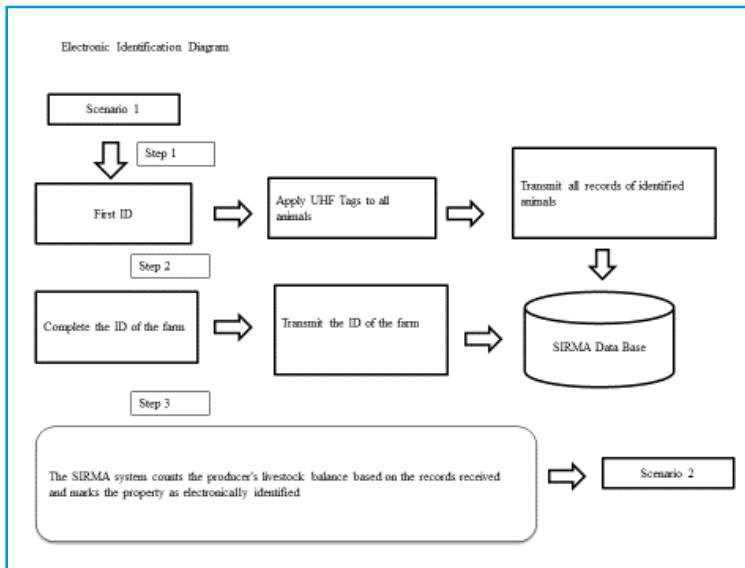 Electronic Identification Diagram
Scenario 1
Step 1
First ID
Apply UHF Tags to all
animals
Transmit all records of identified
animals
Step 2
Complete the ID of the farm
Transmit the ID of the farm
SIRMA Data Base
Step 3
The SIRMA system counts the producer's livestock balance based on the records received
and marks the property as electronically identified
Scenario 2